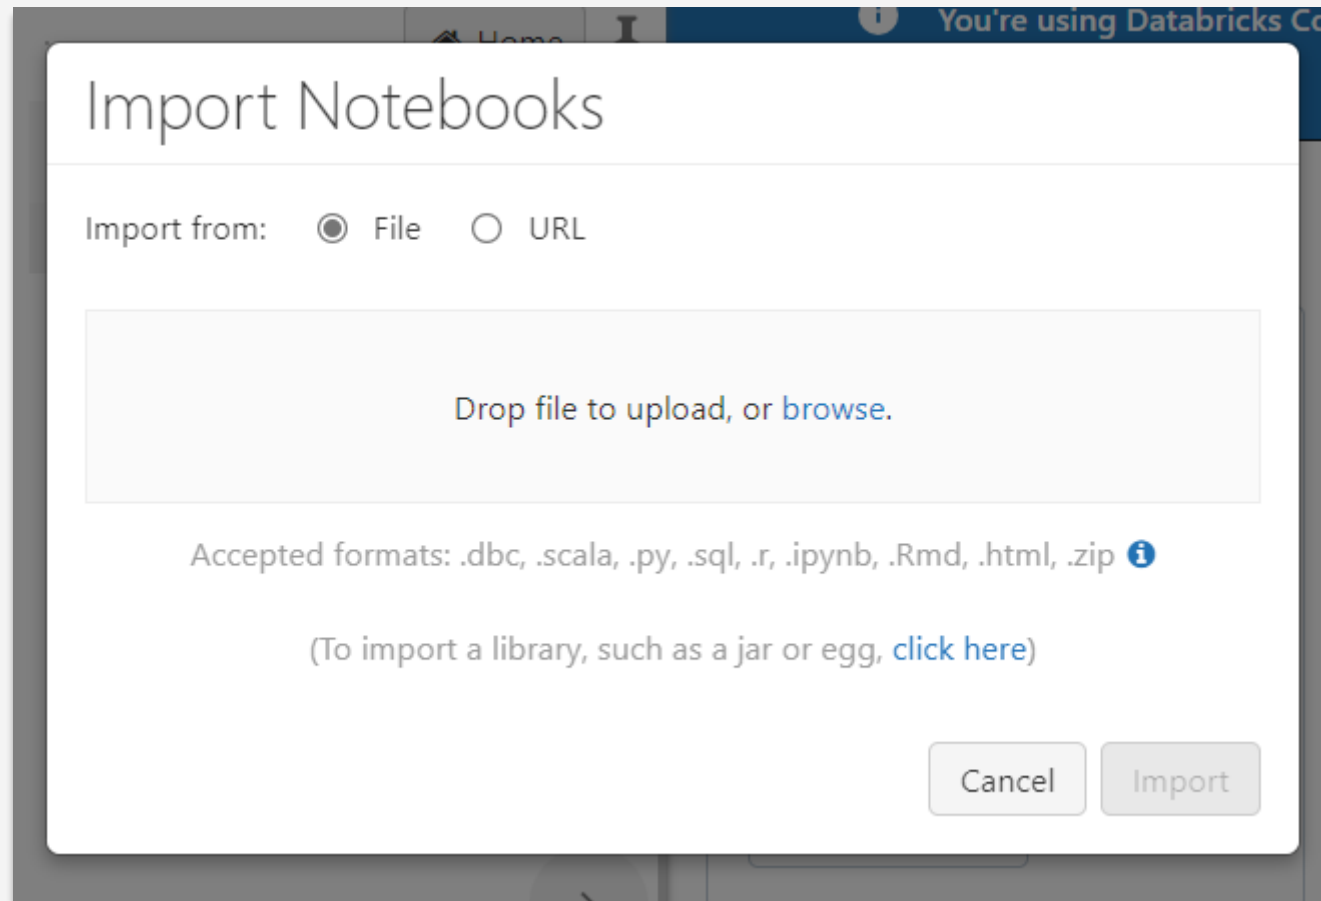 Home
You're using Databricks
Import Notebooks
Import from: File URL
Drop file to upload, or browse.
Accepted formats: .dbc, .scala, .py, .sql, .r, .ipynb, .Rmd, .html, .zip
(To import a library, such as a jar or egg, click here)
Cancel Import